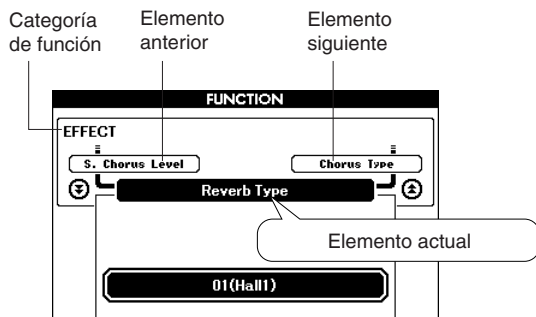 Categoría
de función
Elemento
anterior
Elemento
siguiente
FUNCTION
EFFECT
S. Chorus Level
Chorus Type
Reverb Type
Elemento actual
01(Hall1)